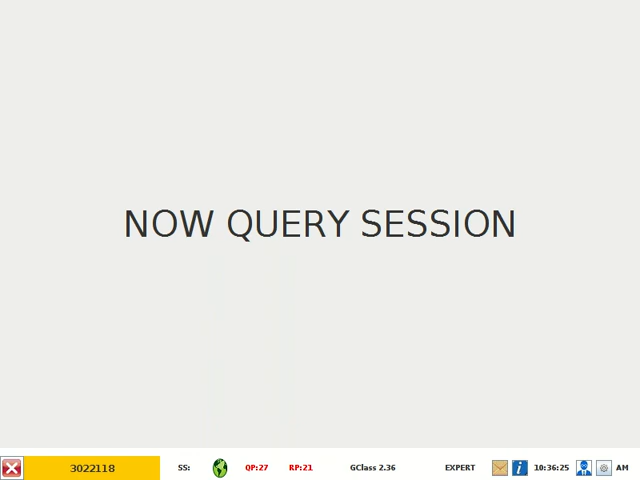 NOW QUERY SESSION
3022118 SS: QP:27 RP:21 GClass 2.36 EXPERT i 10:36:25 AM